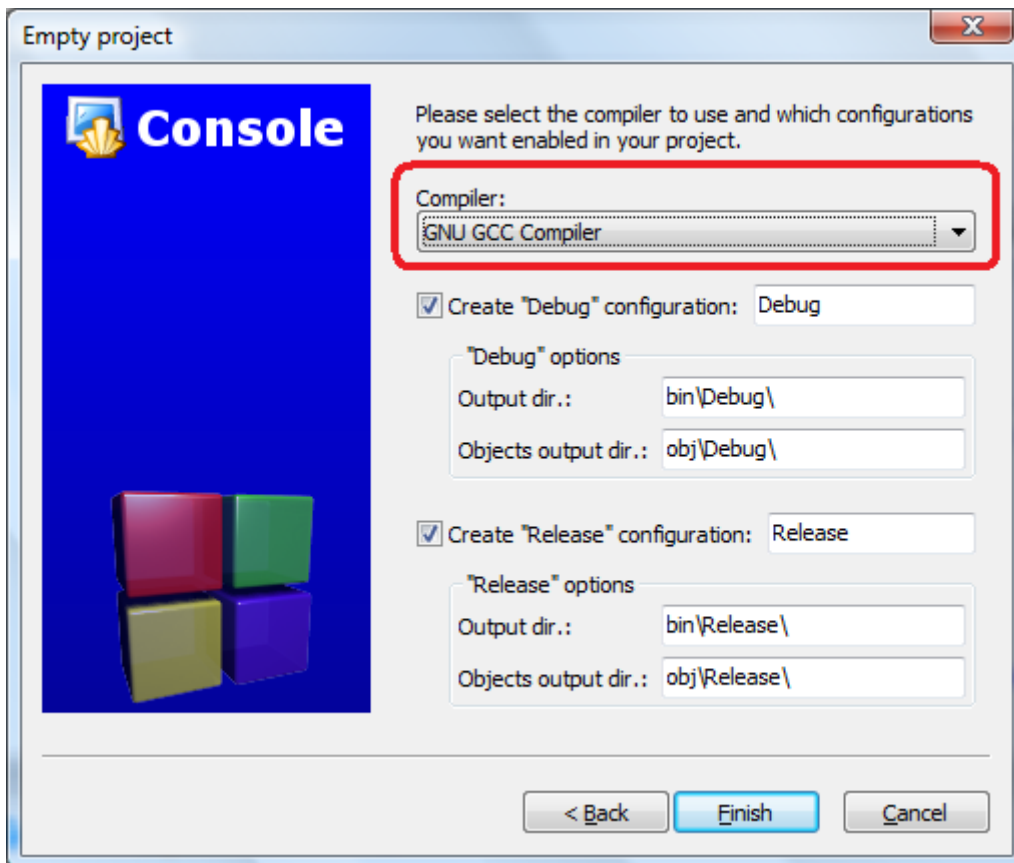 Empty project
Console
Please select the compiler to use and which configurations
you want enabled in your project.
Compiler:
GNU GCC Compiler
Create "Debug" configuration: Debug
"Debug" options
Output dir.: bin\Debug\
Objects output dir.: obj\Debug\
Create "Release" configuration: Release
"Release" options
Output dir.: bin\Release\
Objects output dir.: obj\Release\
< Back Finish Cancel